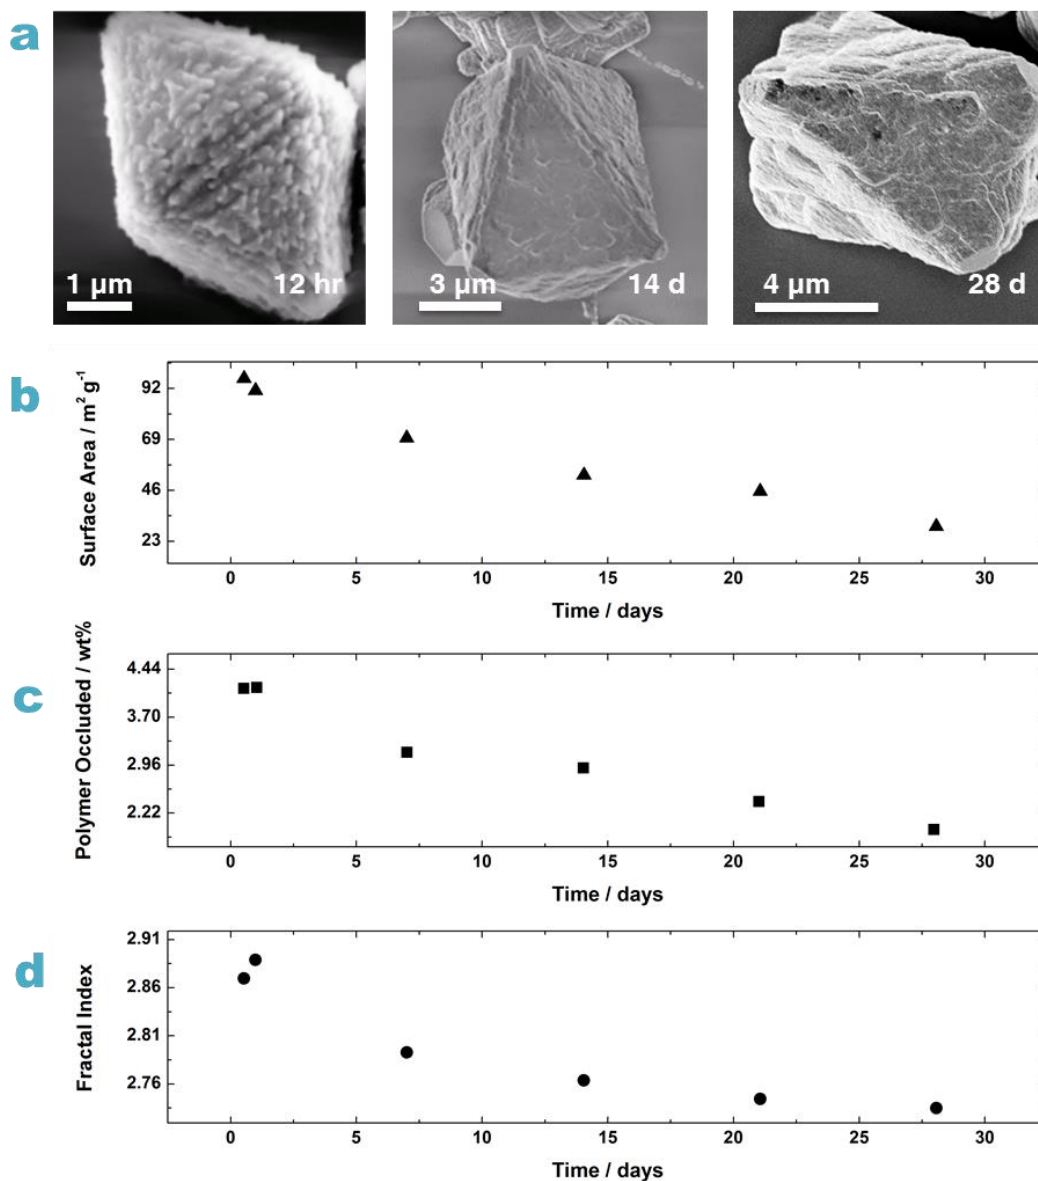 a
1 µm 12 hr
3 µm 14 d
4 µm 28 d
b
Surface Area / m² g⁻¹
92
69
46
23
0 5 10 15 20 25 30
Time / days
c
Polymer Occluded / wt%
4.44
3.70
2.96
2.22
0 5 10 15 20 25 30
Time / days
d
Fractal Index
2.91
2.86
2.81
2.76
0 5 10 15 20 25 30
Time / days